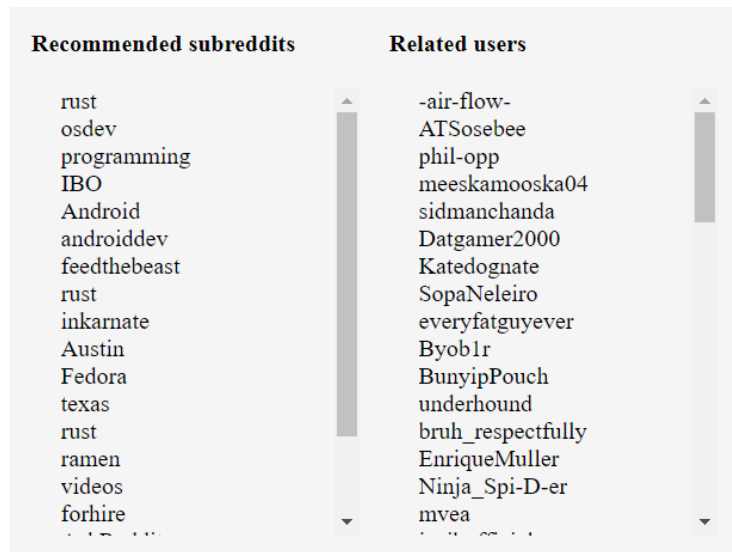 Recommended subreddits
rust
osdev
programming
IBO
Android
androiddev
feedthebeast
rust
inkarnate
Austin
Fedora
texas
rust
ramen
videos
forhire
Related users
-air-flow-
ATSosebee
phil-opp
meeskamooska04
sidmanchanda
Datgamer2000
Katedognate
SopaNeleiro
everyfatguyever
Byob1r
BunyipPouch
underhound
bruh_respectfully
EnriqueMuller
Ninja_Spi-D-er
mvea